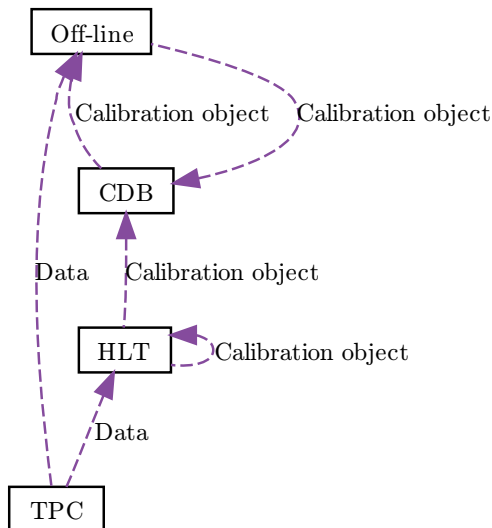 Off-line
Calibration object
Calibration object
CDB
Data
Calibration object
HLT
Calibration object
Data
TPC